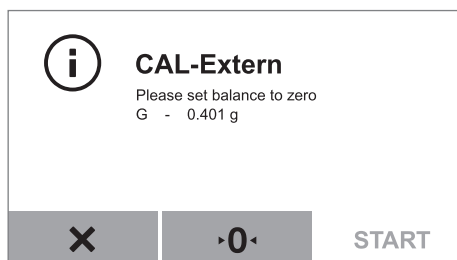 CAL-Extern
Please set balance to zero
G - 0.401 g
▸0◂ START